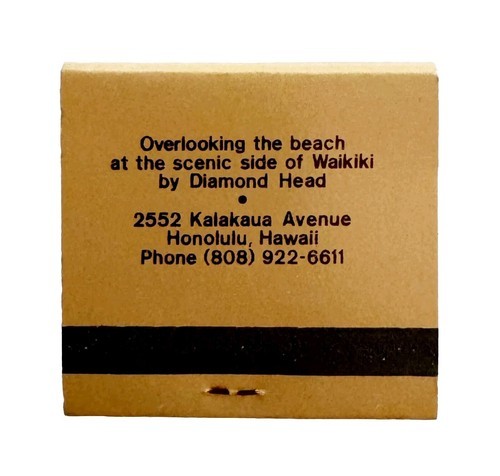 Overlooking the beach
at the scenic side of Waikiki
by Diamond Head
•
2552 Kalakaua Avenue
Honolulu, Hawaii
Phone (808) 922-6611